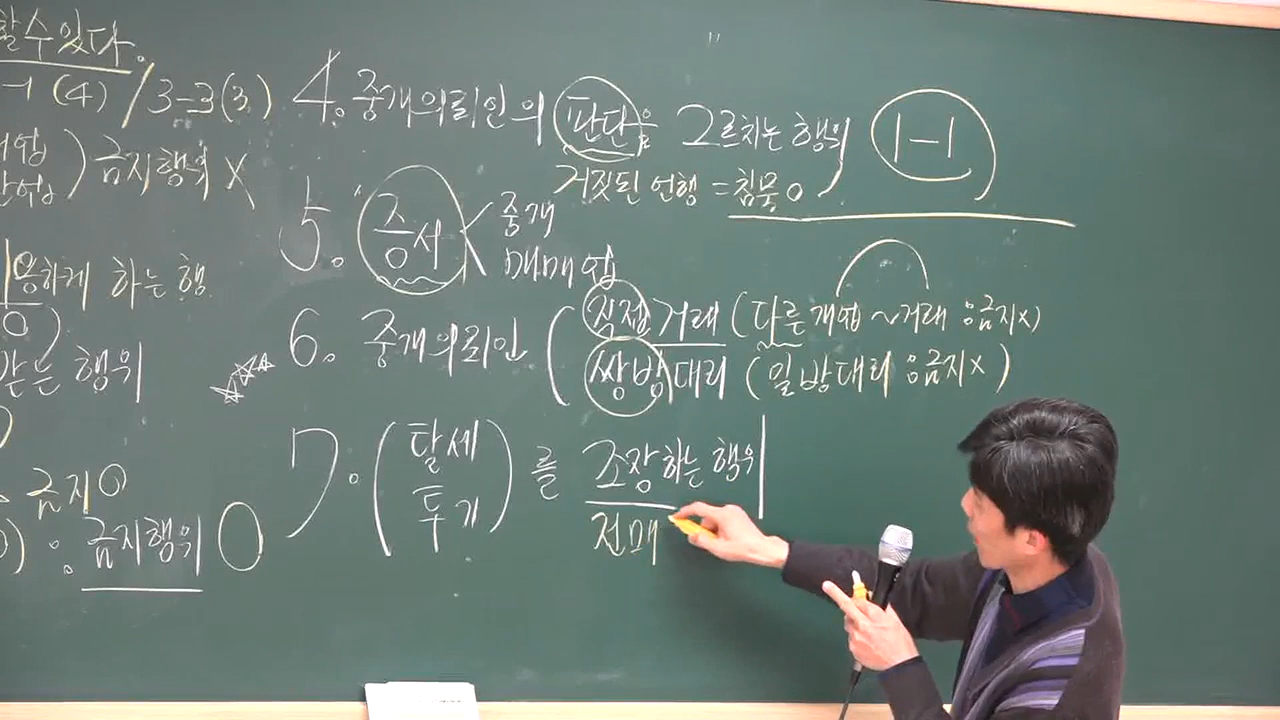 할 수 있다.
-1 (4) / 3-3(3.)
금지행위 X
용하게 하는 행
받는 행위
금지O
: 금지행위 O
4. 중개의뢰인의 판단을 그르치는 행위 1-1
거짓된 언행 = 침묵 O
5. 증서 < 중개
매매업
6. 중개의뢰인 ( 직접거래 (다른개업~거래 금지X)
쌍방대리 (일방대리 금지X)
7. (탈세
투기) 를 조장하는 행위
전매